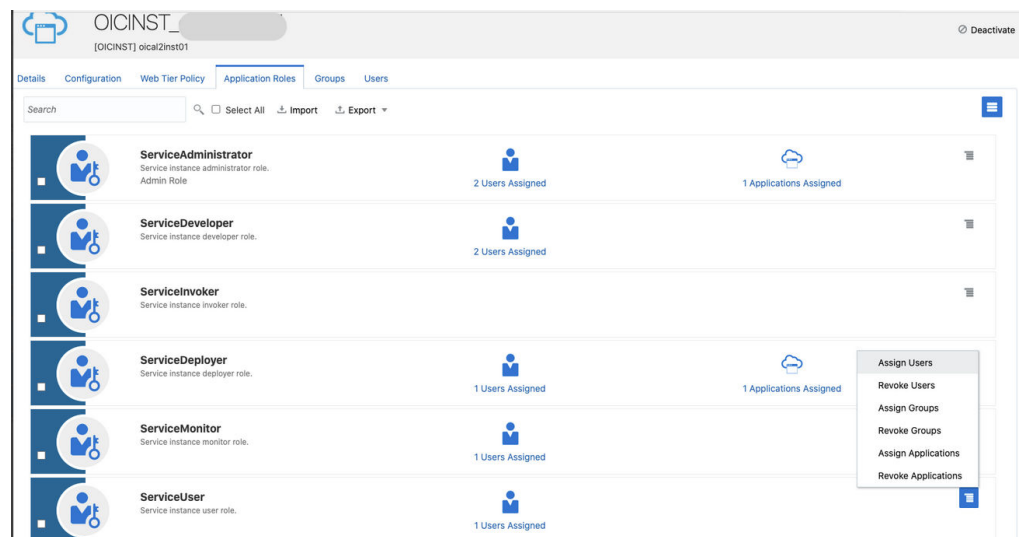 OICINST_
[OICINST] oical2inst01
Deactivate
Details Configuration Web Tier Policy Application Roles Groups Users
Search Select All Import Export
ServiceAdministrator
Service instance administrator role.
Admin Role
2 Users Assigned
1 Applications Assigned
ServiceDeveloper
Service instance developer role.
2 Users Assigned
ServiceInvoker
Service instance invoker role.
ServiceDeployer
Service instance deployer role.
1 Users Assigned
1 Applications Assigned
ServiceMonitor
Service instance monitor role.
1 Users Assigned
ServiceUser
Service instance user role.
1 Users Assigned
Assign Users
Revoke Users
Assign Groups
Revoke Groups
Assign Applications
Revoke Applications